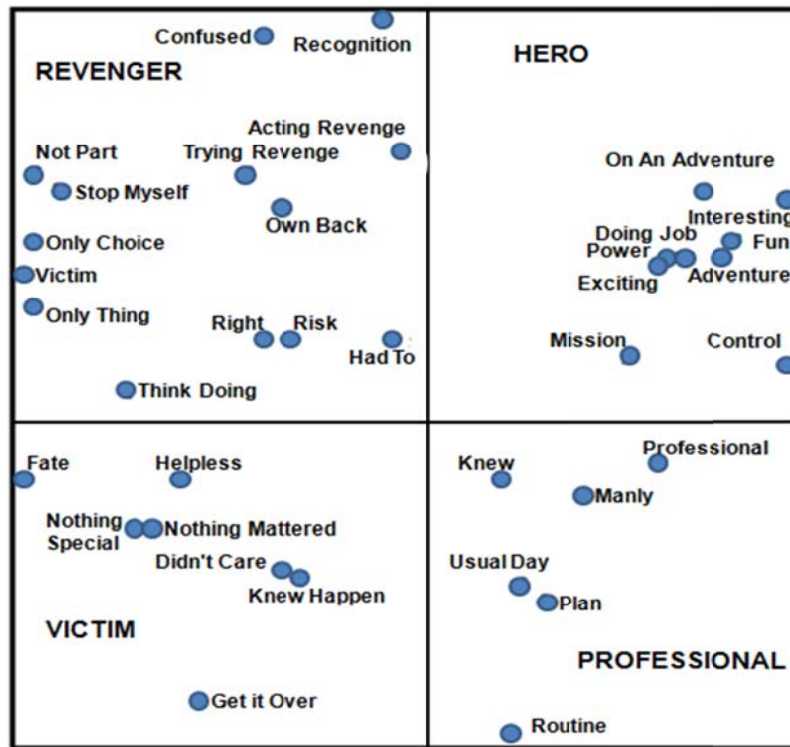 Confused
Recognition
REVENGER
HERO
Acting Revenge
Not Part
Trying Revenge
On An Adventure
Stop Myself
Own Back
Interesting
Only Choice
Doing Job
Fun
Power
Victim
Exciting
Adventure
Only Thing
Right
Risk
Had To
Mission
Control
Think Doing
Fate
Helpless
Knew
Professional
Manly
Nothing
Special
Nothing Mattered
Didn't Care
Knew Happen
Usual Day
Plan
VICTIM
PROFESSIONAL
Get it Over
Routine